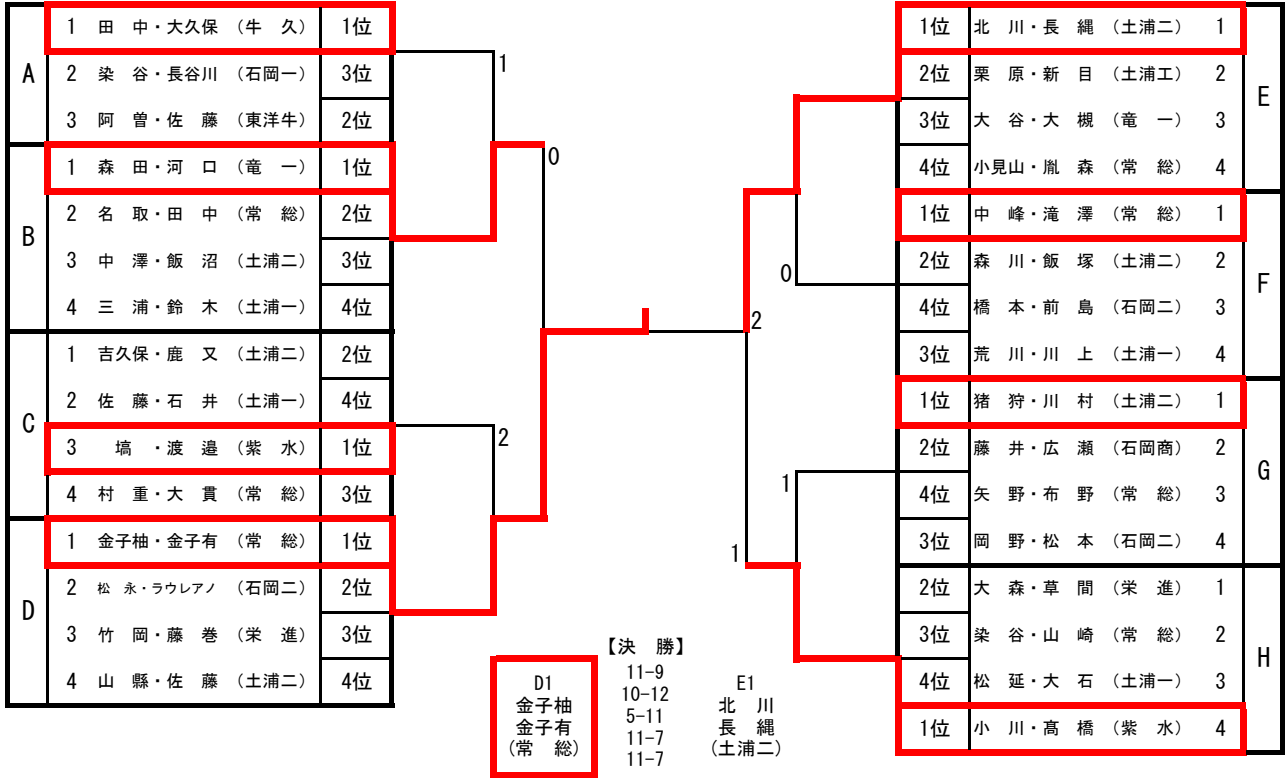 A
1 田 中・大久保 (牛 久) 1位
2 染 谷・長谷川 (石岡一) 3位
3 阿 曽・佐 藤 (東洋牛) 2位
B
1 森 田・河 口 (竜 一) 1位
2 名 取・田 中 (常 総) 2位
3 中 澤・飯 沼 (土浦二) 3位
4 三 浦・鈴 木 (土浦一) 4位
C
1 吉久保・鹿 又 (土浦二) 2位
2 佐 藤・石 井 (土浦一) 4位
3 塙 ・渡 邉 (紫 水) 1位
4 村 重・大 貫 (常 総) 3位
D
1 金子柚・金子有 (常 総) 1位
2 松 永・ラウレアノ (石岡二) 2位
3 竹 岡・藤 巻 (栄 進) 3位
4 山 縣・佐 藤 (土浦二) 4位
1
0
2
2
0
1
1
1位 北 川・長 縄 (土浦二) 1
2位 栗 原・新 目 (土浦工) 2
3位 大 谷・大 槻 (竜 一) 3
4位 小見山・胤 森 (常 総) 4
E
1位 中 峰・滝 澤 (常 総) 1
2位 森 川・飯 塚 (土浦二) 2
4位 橋 本・前 島 (石岡二) 3
3位 荒 川・川 上 (土浦一) 4
F
1位 猪 狩・川 村 (土浦二) 1
2位 藤 井・広 瀬 (石岡商) 2
4位 矢 野・布 野 (常 総) 3
3位 岡 野・松 本 (石岡二) 4
G
2位 大 森・草 間 (栄 進) 1
3位 染 谷・山 崎 (常 総) 2
4位 松 延・大 石 (土浦一) 3
1位 小 川・髙 橋 (紫 水) 4
H
【決 勝】
D1
金子柚
金子有
(常 総)
11-9
10-12
5-11
11-7
11-7
E1
北 川
長 縄
(土浦二)